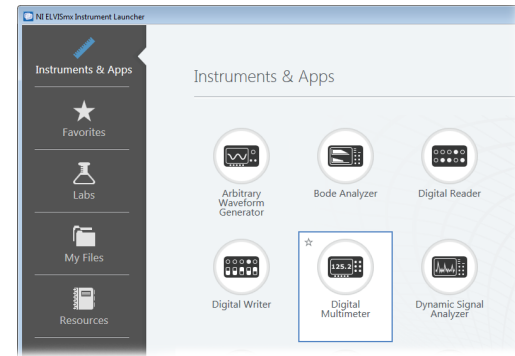 NI ELVISmx Instrument Launcher
Instruments & Apps
Favorites
Labs
My Files
Resources
Instruments & Apps
Arbitrary
Waveform
Generator
Bode Analyzer
Digital Reader
Digital Writer
125.2
Digital
Multimeter
Dynamic Signal
Analyzer